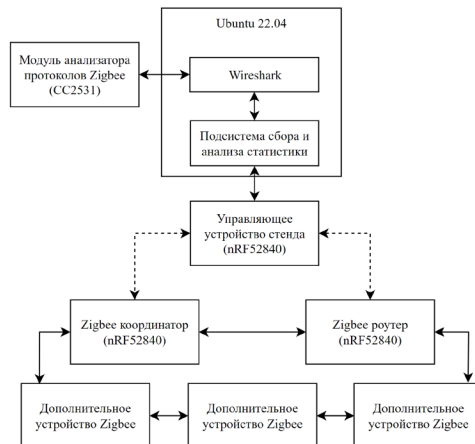 Ubuntu 22.04
Модуль анализатора
протоколов Zigbee
(CC2531)
Wireshark
Подсистема сбора и
анализа статистики
Управляющее
устройство стенда
(nRF52840)
Zigbee координатор
(nRF52840)
Zigbee роутер
(nRF52840)
Дополнительное
устройство Zigbee
Дополнительное
устройство Zigbee
Дополнительное
устройство Zigbee